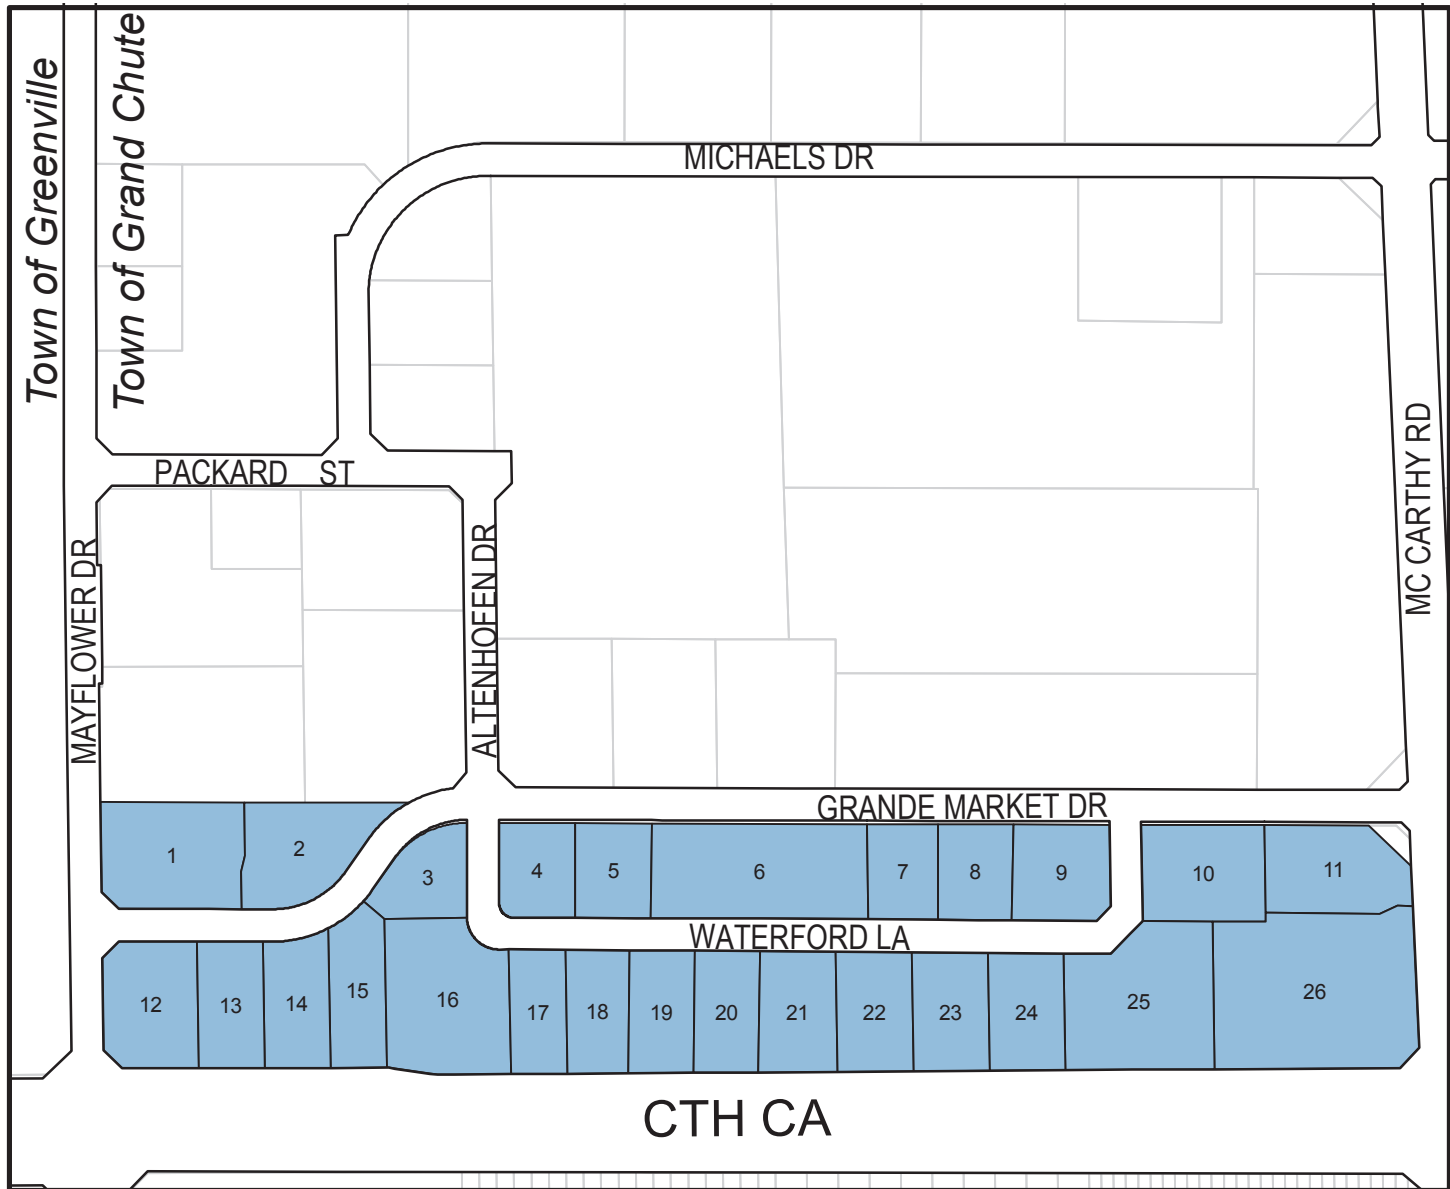 Town of Greenville
Town of Grand Chute
MICHAELS DR
PACKARD ST
MC CARTHY RD
MAYFLOWER DR
ALTENHOFEN DR
GRANDE MARKET DR
1
2
3
4
5
6
7
8
9
10
11
WATERFORD LA
12
13
14
15
16
17
18
19
20
21
22
23
24
25
26
CTH CA